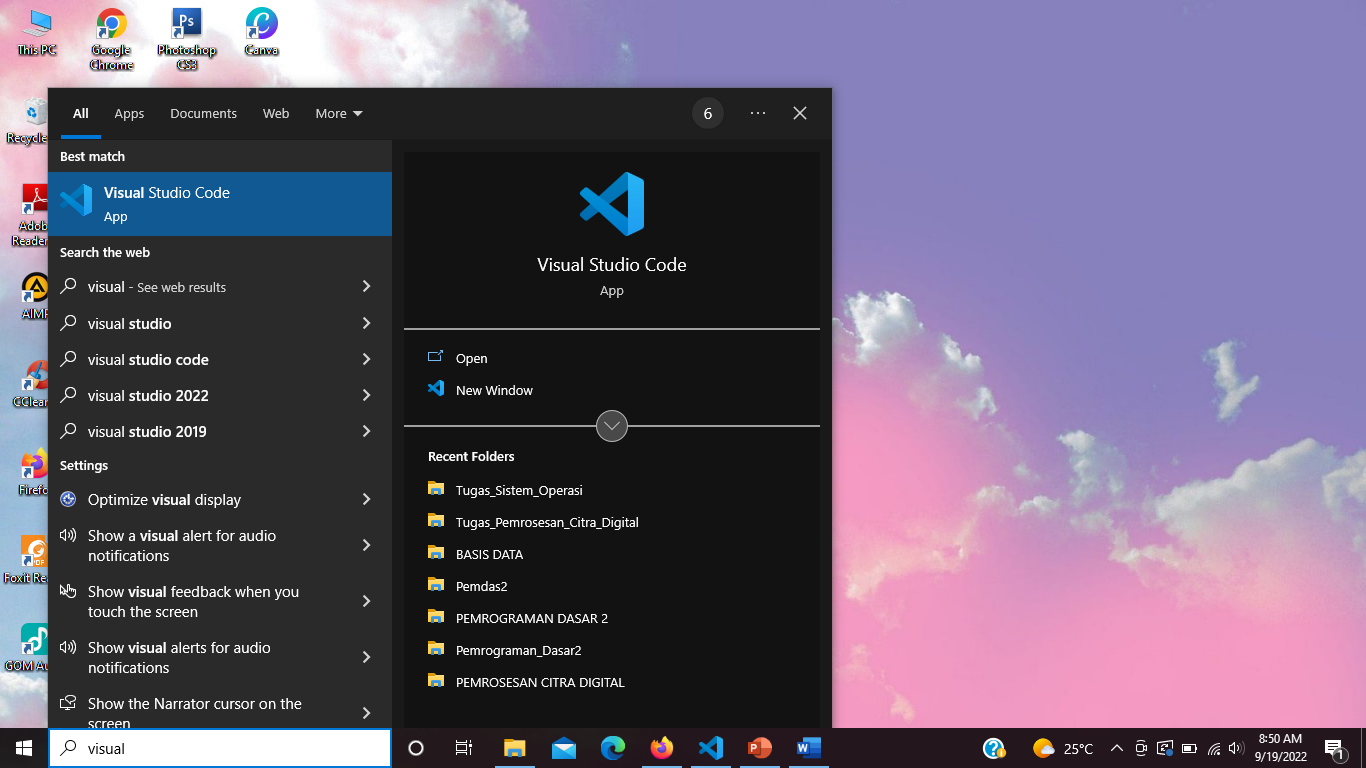 This PC
Google
Chrome
Photoshop
CS3
Canva
All
Apps
Documents
Web
More
6
Best match
Visual Studio Code
App
Search the web
visual - See web results
visual studio
visual studio code
visual studio 2022
visual studio 2019
Settings
Optimize visual display
Show a visual alert for audio
notifications
Show visual feedback when you
touch the screen
Show visual alerts for audio
notifications
Show the Narrator cursor on the
screen
Visual Studio Code
App
Open
New Window
Recent Folders
Tugas_Sistem_Operasi
Tugas_Pemrosesan_Citra_Digital
BASIS DATA
Pemdas2
PEMROGRAMAN DASAR 2
Pemrograman_Dasar2
PEMROSESAN CITRA DIGITAL
Recycle
Adob
Reader
AIMP
CClean
Firefo
Foxit Rea
GOM Au
visual
25°C
8:50 AM
9/19/2022
1